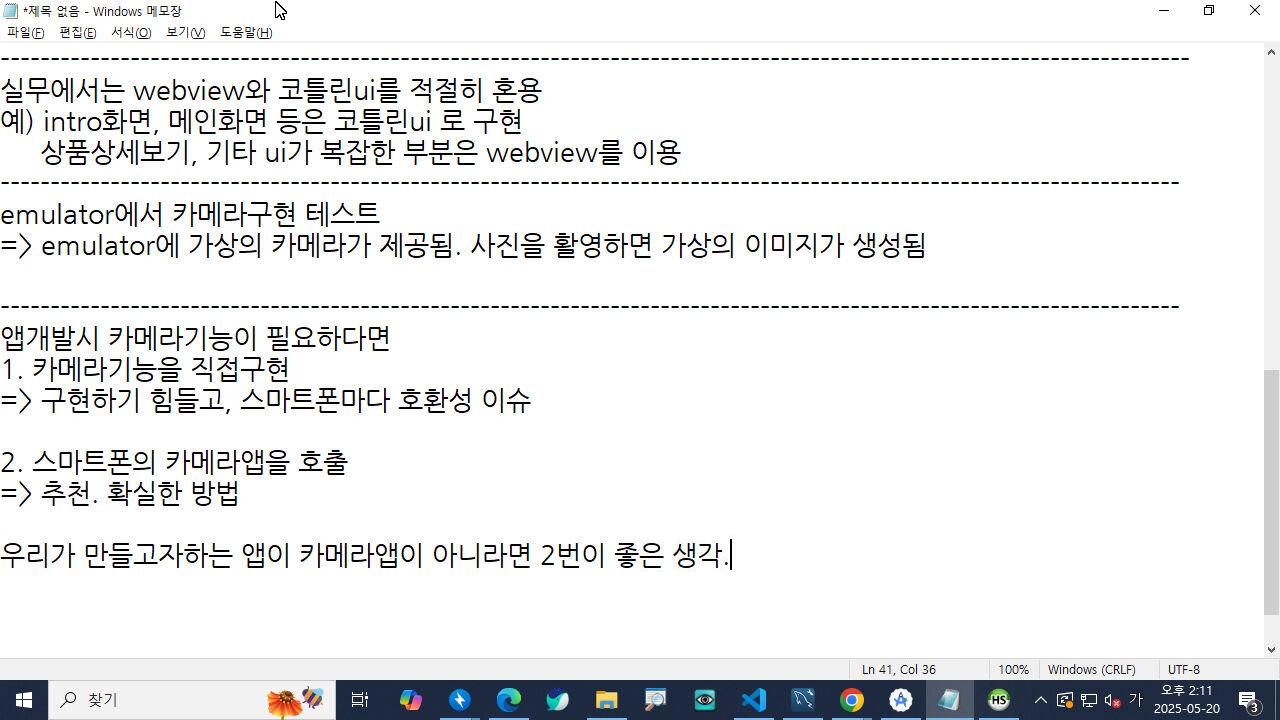 *제목 없음 - Windows 메모장
파일(F) 편집(E) 서식(O) 보기(V) 도움말(H)
------------------------------------------------------------------------------------------------------------------------
실무에서는 webview와 코틀린ui를 적절히 혼용
예) intro화면, 메인화면 등은 코틀린ui 로 구현
상품상세보기, 기타 ui가 복잡한 부분은 webview를 이용
-----------------------------------------------------------------------------------------------------------------------
emulator에서 카메라구현 테스트
=> emulator에 가상의 카메라가 제공됨. 사진을 촬영하면 가상의 이미지가 생성됨
-----------------------------------------------------------------------------------------------------------------------
앱개발시 카메라기능이 필요하다면
1. 카메라기능을 직접구현
=> 구현하기 힘들고, 스마트폰마다 호환성 이슈
2. 스마트폰의 카메라앱을 호출
=> 추천. 확실한 방법
우리가 만들고자하는 앱이 카메라앱이 아니라면 2번이 좋은 생각.
Ln 41, Col 36 100% Windows (CRLF) UTF-8
찾기
HS
가
오후 2:11
2025-05-20
3